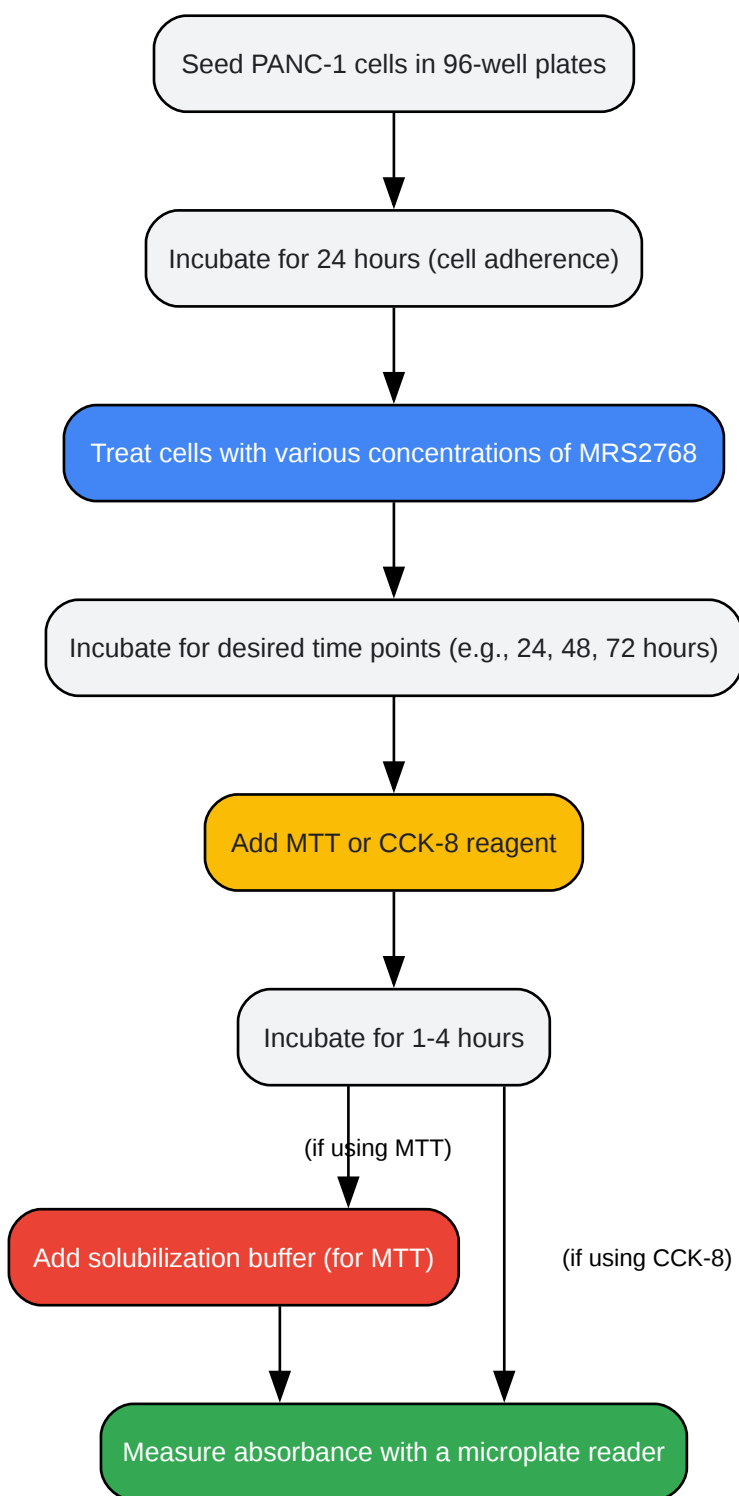 Seed PANC-1 cells in 96-well plates
Incubate for 24 hours (cell adherence)
Treat cells with various concentrations of MRS2768
Incubate for desired time points (e.g., 24, 48, 72 hours)
Add MTT or CCK-8 reagent
Incubate for 1-4 hours
(if using MTT)
Add solubilization buffer (for MTT)
(if using CCK-8)
Measure absorbance with a microplate reader